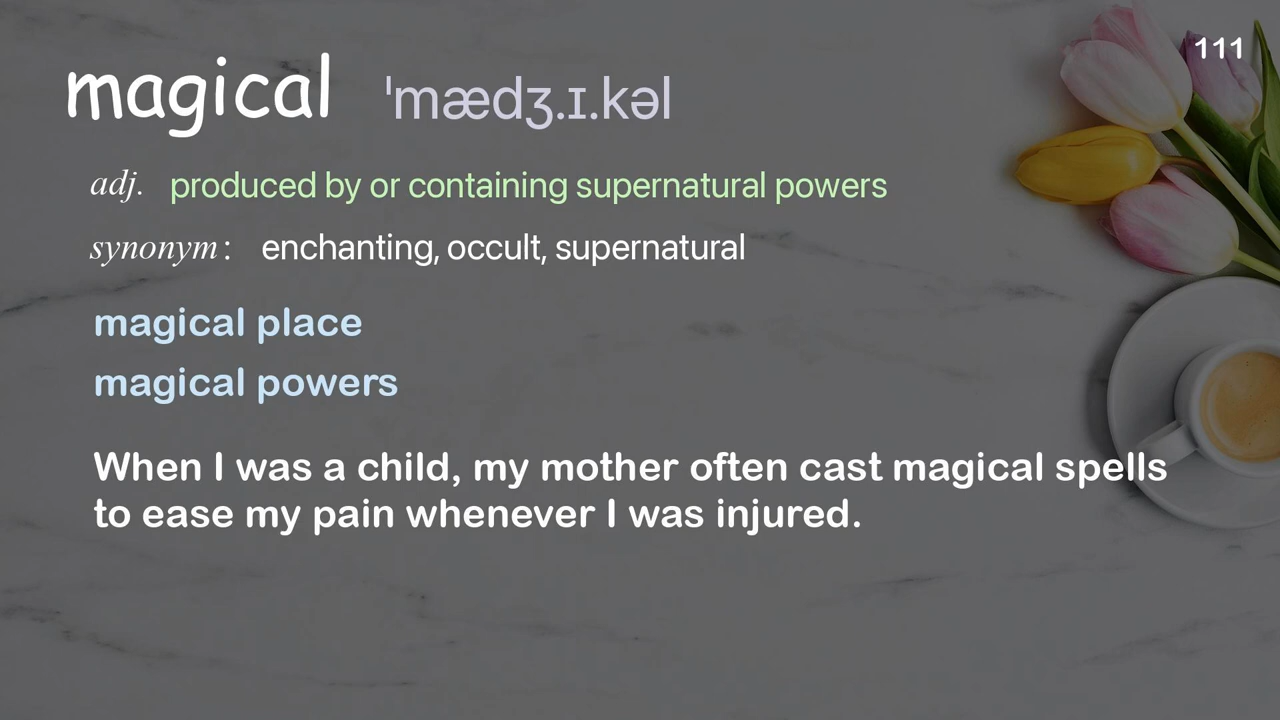 111
magical ˈmædʒ.ɪ.kəl
adj. produced by or containing supernatural powers
synonym: enchanting, occult, supernatural
magical place
magical powers
When I was a child, my mother often cast magical spells
to ease my pain whenever I was injured.